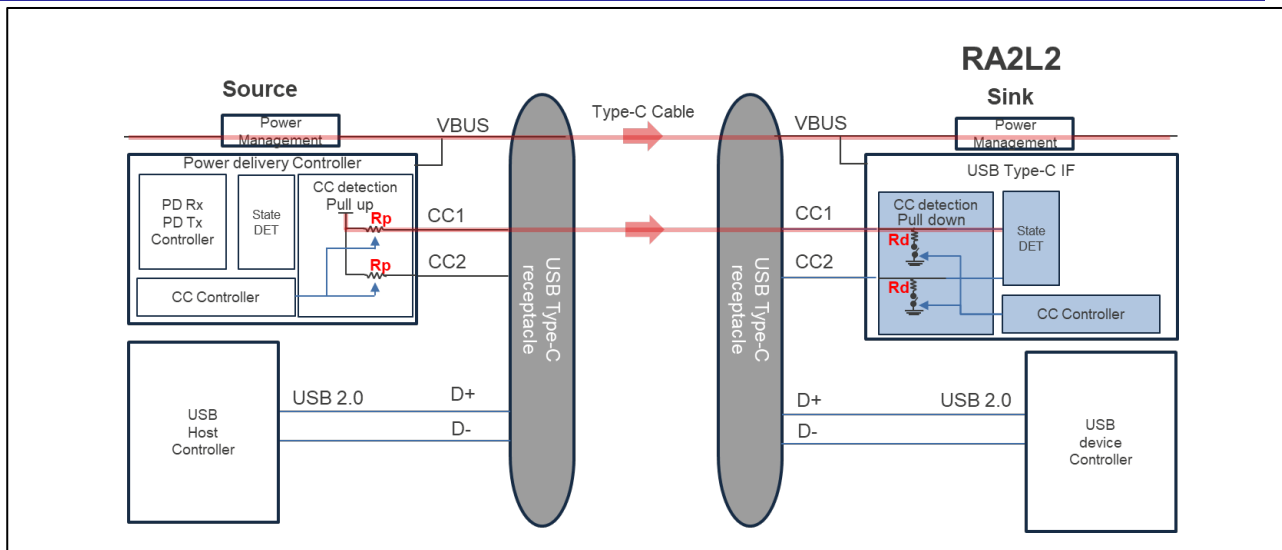 RA2L2
Source
Sink
Type-C Cable
Power
Management
VBUS
VBUS
Power
Management
Power delivery Controller
USB Type-C IF
PD Rx
PD Tx
Controller
State
DET
CC detection
Pull up
Rp
CC1
Rp
CC2
CC Controller
USB Type-C
receptacle
USB Type-C
receptacle
CC1
CC2
CC detection
Pull down
Rd
Rd
State
DET
CC Controller
USB
Host
Controller
USB 2.0
D+
D-
D+
D-
USB 2.0
USB
device
Controller